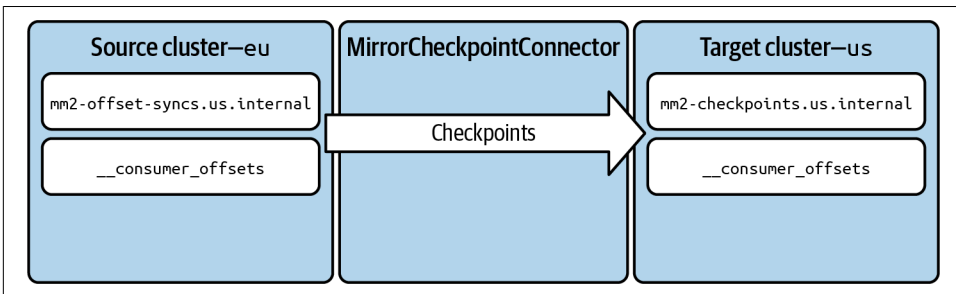 Source cluster—eu
mm2-offset-syncs.us.internal
__consumer_offsets
MirrorCheckpointConnector
Checkpoints
Target cluster—us
mm2-checkpoints.us.internal
__consumer_offsets